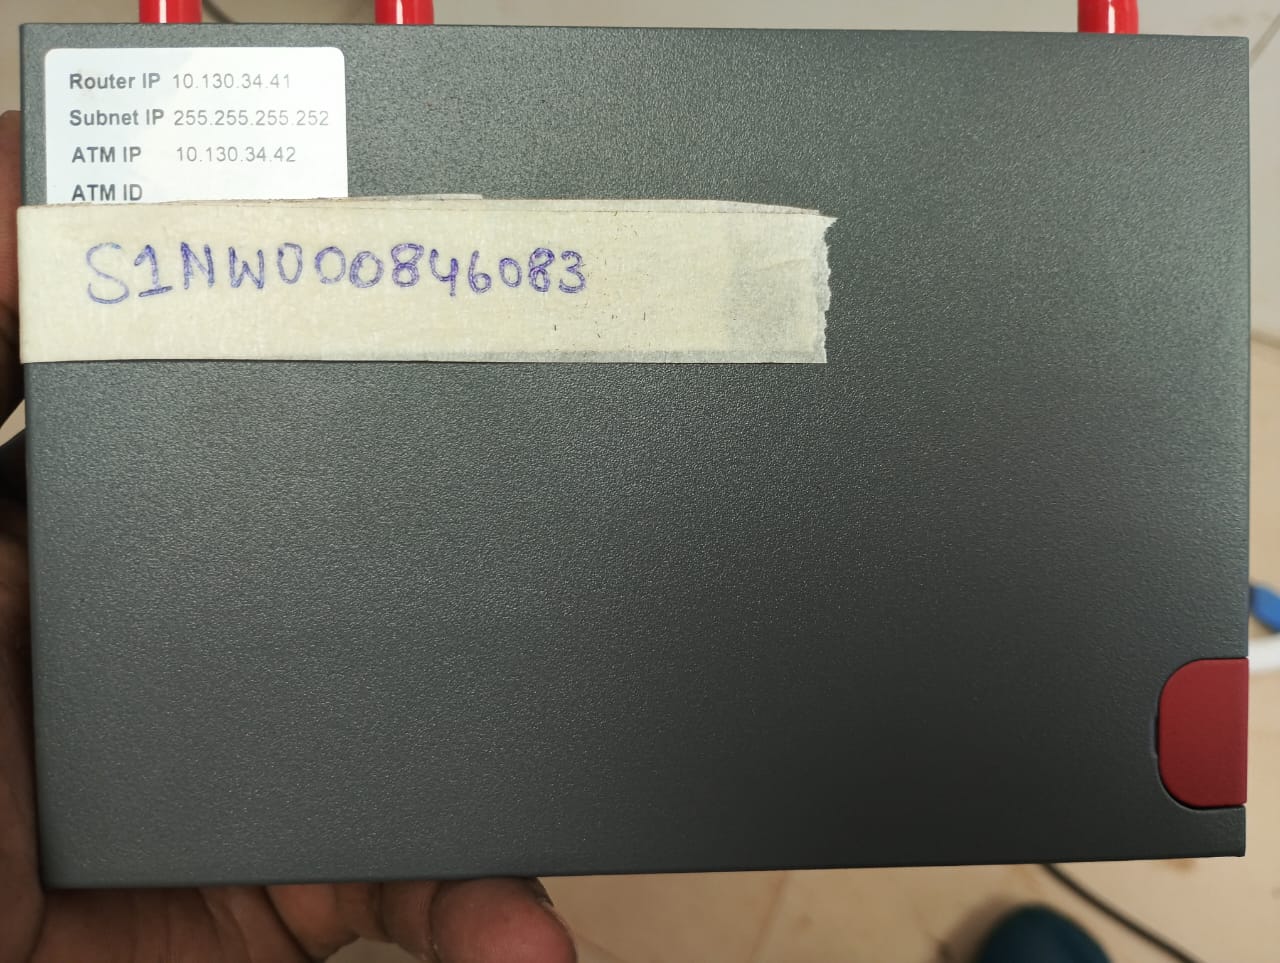 Router IP 10.130.34.41
Subnet IP 255.255.255.252
ATM IP 10.130.34.42
ATM ID
S1NW000846083